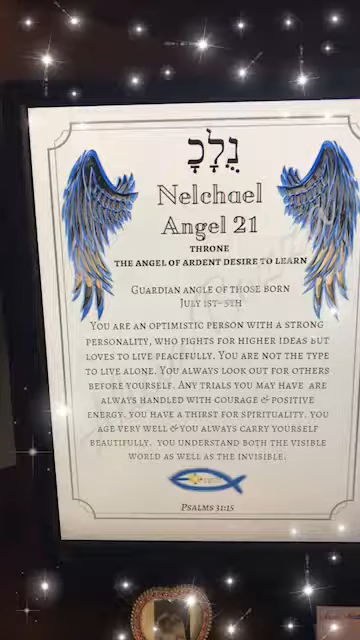 נֻלָכָ
Nelchael
Angel 21
THRONE
THE ANGEL OF ARDENT DESIRE TO LEARN
GUARDIAN ANGLE OF THOSE BORN
JULY 1ST-5TH
YOU ARE AN OPTIMISTIC PERSON WITH A STRONG
PERSONALITY, WHO FIGHTS FOR HIGHER IDEAS BUT
LOVES TO LIVE PEACEFULLY. YOU ARE NOT THE TYPE
TO LIVE ALONE. YOU ALWAYS LOOK OUT FOR OTHERS
BEFORE YOURSELF. ANY TRIALS YOU MAY HAVE ARE
ALWAYS HANDLED WITH COURAGE & POSITIVE
ENERGY. YOU HAVE A THIRST FOR SPIRITUALITY. YOU
AGE VERY WELL & YOU ALWAYS CARRY YOURSELF
BEAUTIFULLY. YOU UNDERSTAND BOTH THE VISIBLE
WORLD AS WELL AS THE INVISIBLE.
PSALMS 31:15